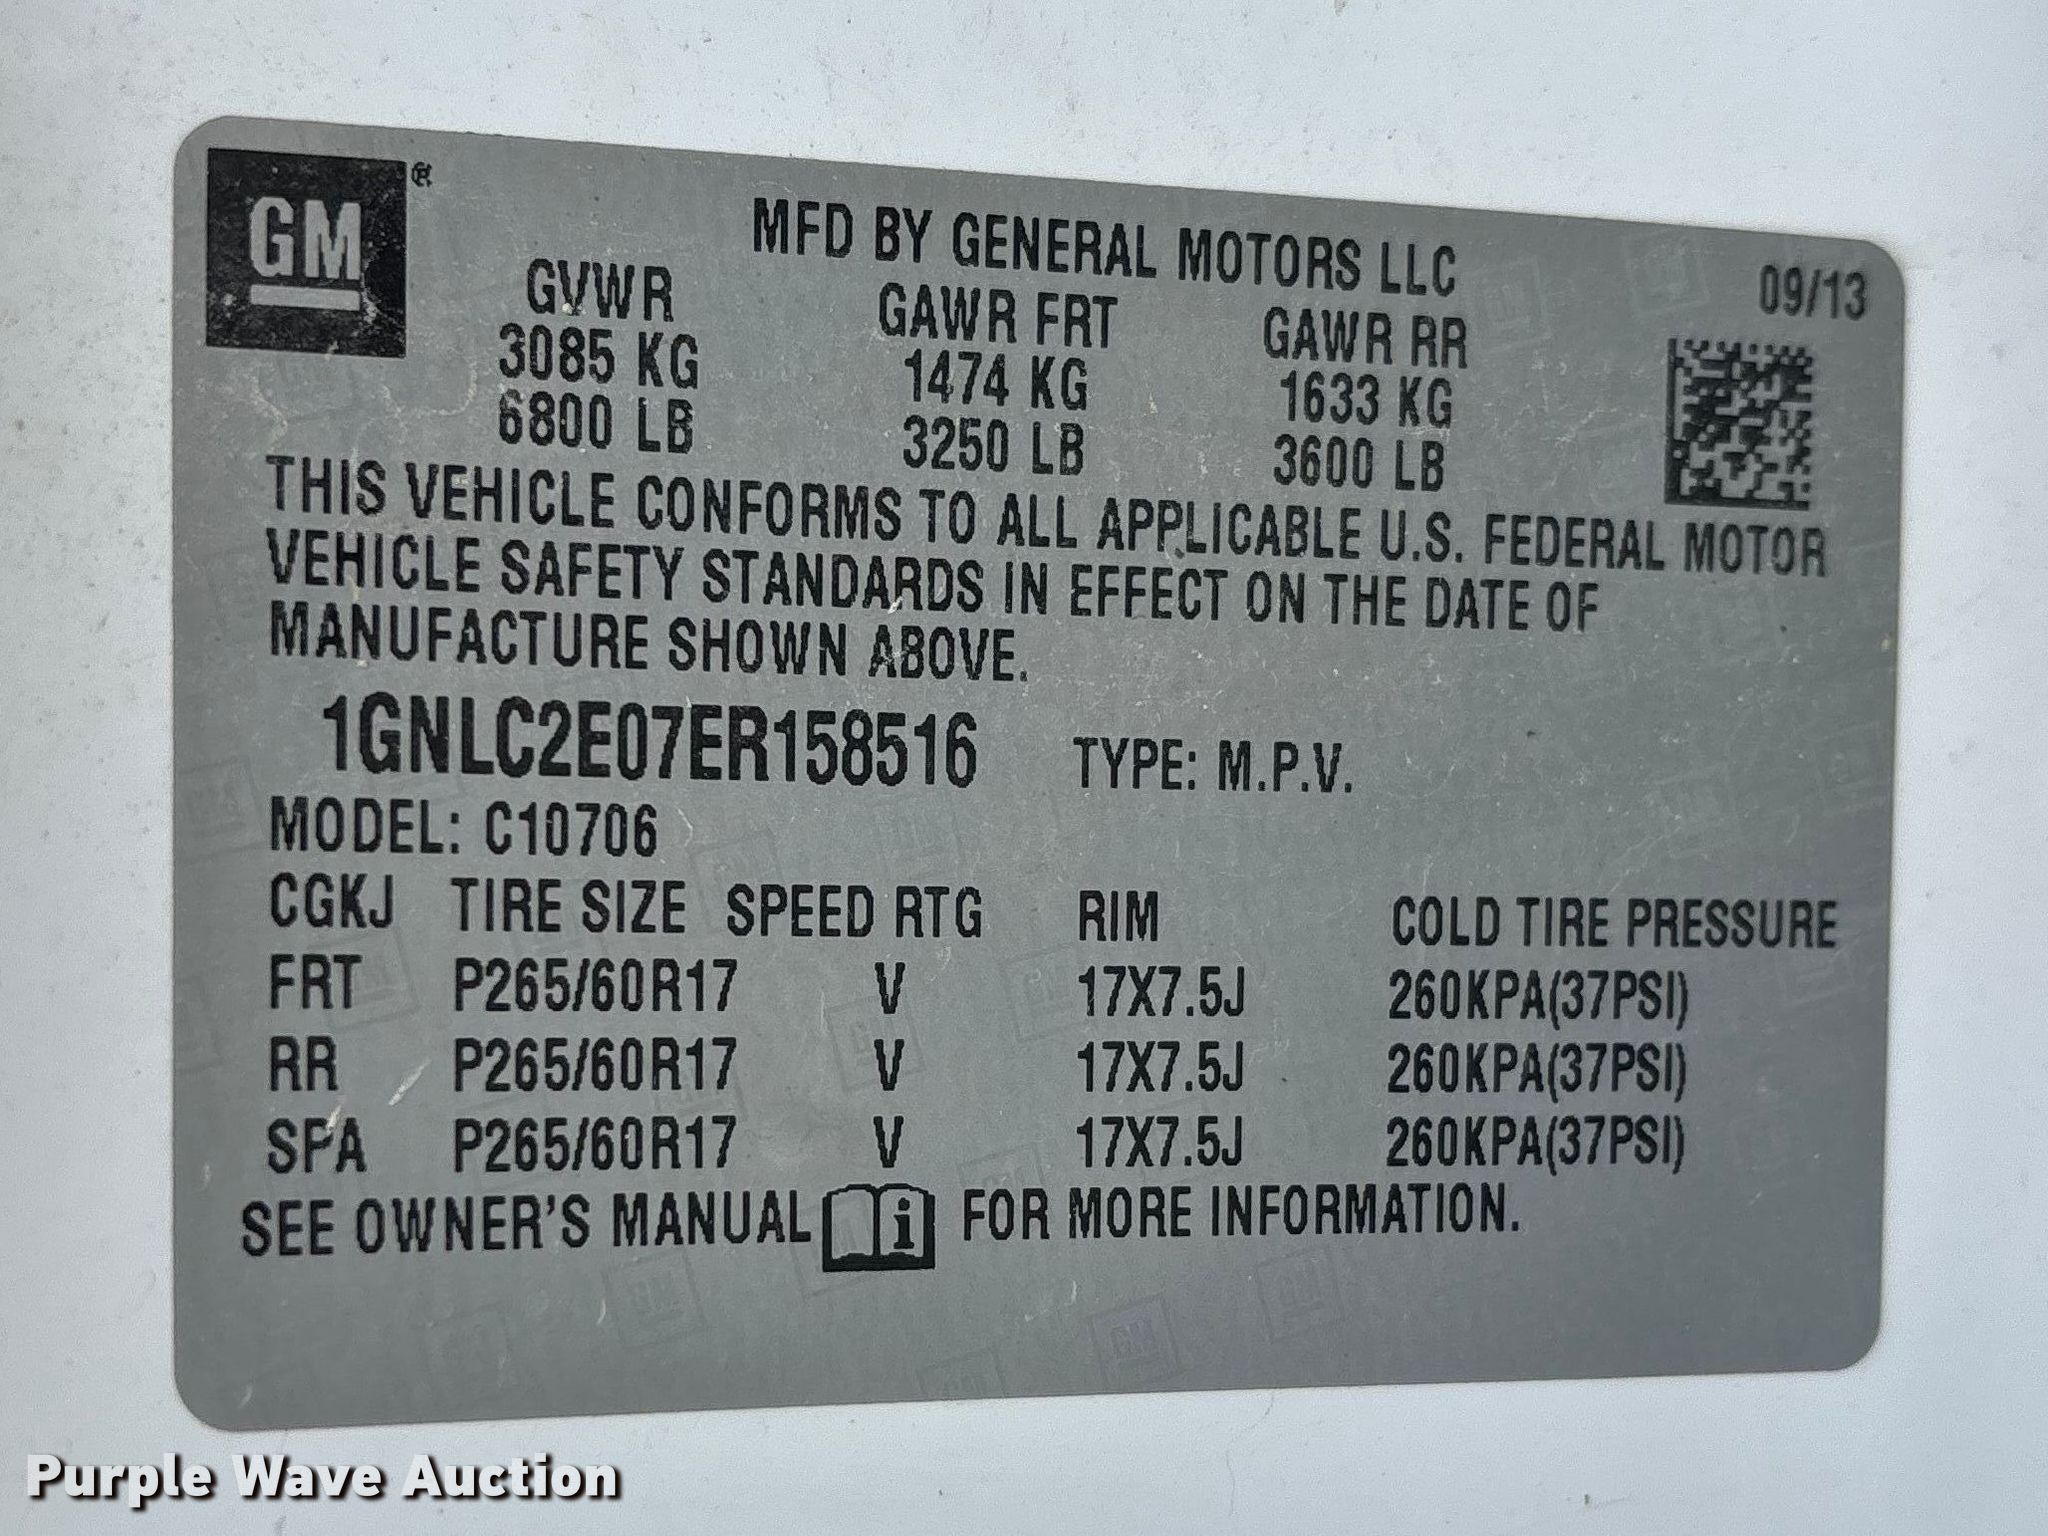 GM ®
MFD BY GENERAL MOTORS LLC
09/13
GVWR GAWR FRT GAWR RR
3085 KG 1474 KG 1633 KG
6800 LB 3250 LB 3600 LB
THIS VEHICLE CONFORMS TO ALL APPLICABLE U.S. FEDERAL MOTOR
VEHICLE SAFETY STANDARDS IN EFFECT ON THE DATE OF
MANUFACTURE SHOWN ABOVE.
1GNLC2E07ER158516 TYPE: M.P.V.
MODEL: C10706
CGKJ TIRE SIZE SPEED RTG RIM COLD TIRE PRESSURE
FRT P265/60R17 V 17X7.5J 260KPA(37PSI)
RR P265/60R17 V 17X7.5J 260KPA(37PSI)
SPA P265/60R17 V 17X7.5J 260KPA(37PSI)
SEE OWNER'S MANUAL i FOR MORE INFORMATION.
Purple Wave Auction